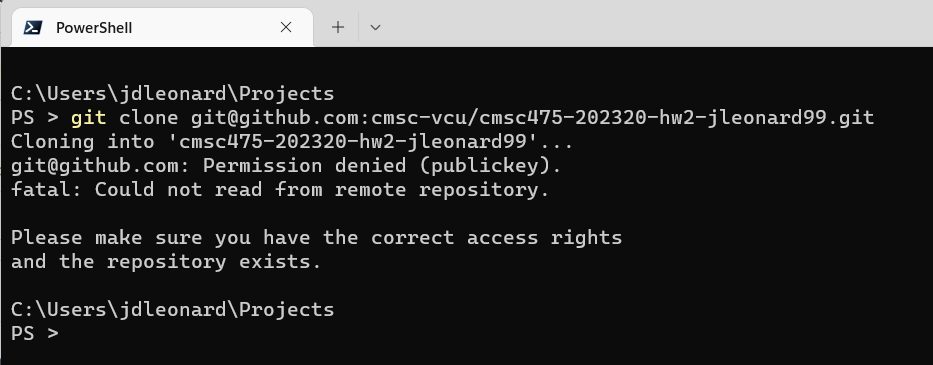 PowerShell
C:\Users\jdleonard\Projects
PS > git clone git@github.com:cmsc-vcu/cmsc475-202320-hw2-jleonard99.git
Cloning into 'cmsc475-202320-hw2-jleonard99'...
git@github.com: Permission denied (publickey).
fatal: Could not read from remote repository.
Please make sure you have the correct access rights
and the repository exists.
C:\Users\jdleonard\Projects
PS >